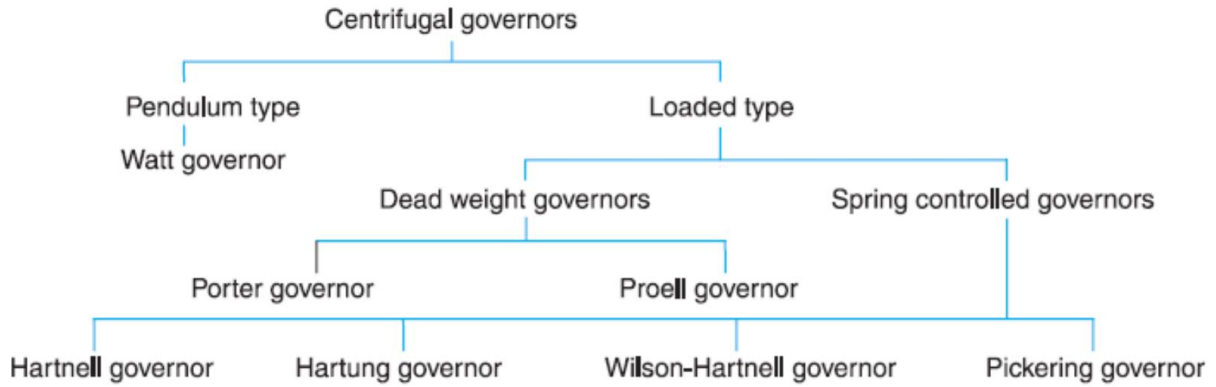 Centrifugal governors
Pendulum type
Loaded type
Watt governor
Dead weight governors
Spring controlled governors
Porter governor
Proell governor
Hartnell governor
Hartung governor
Wilson-Hartnell governor
Pickering governor